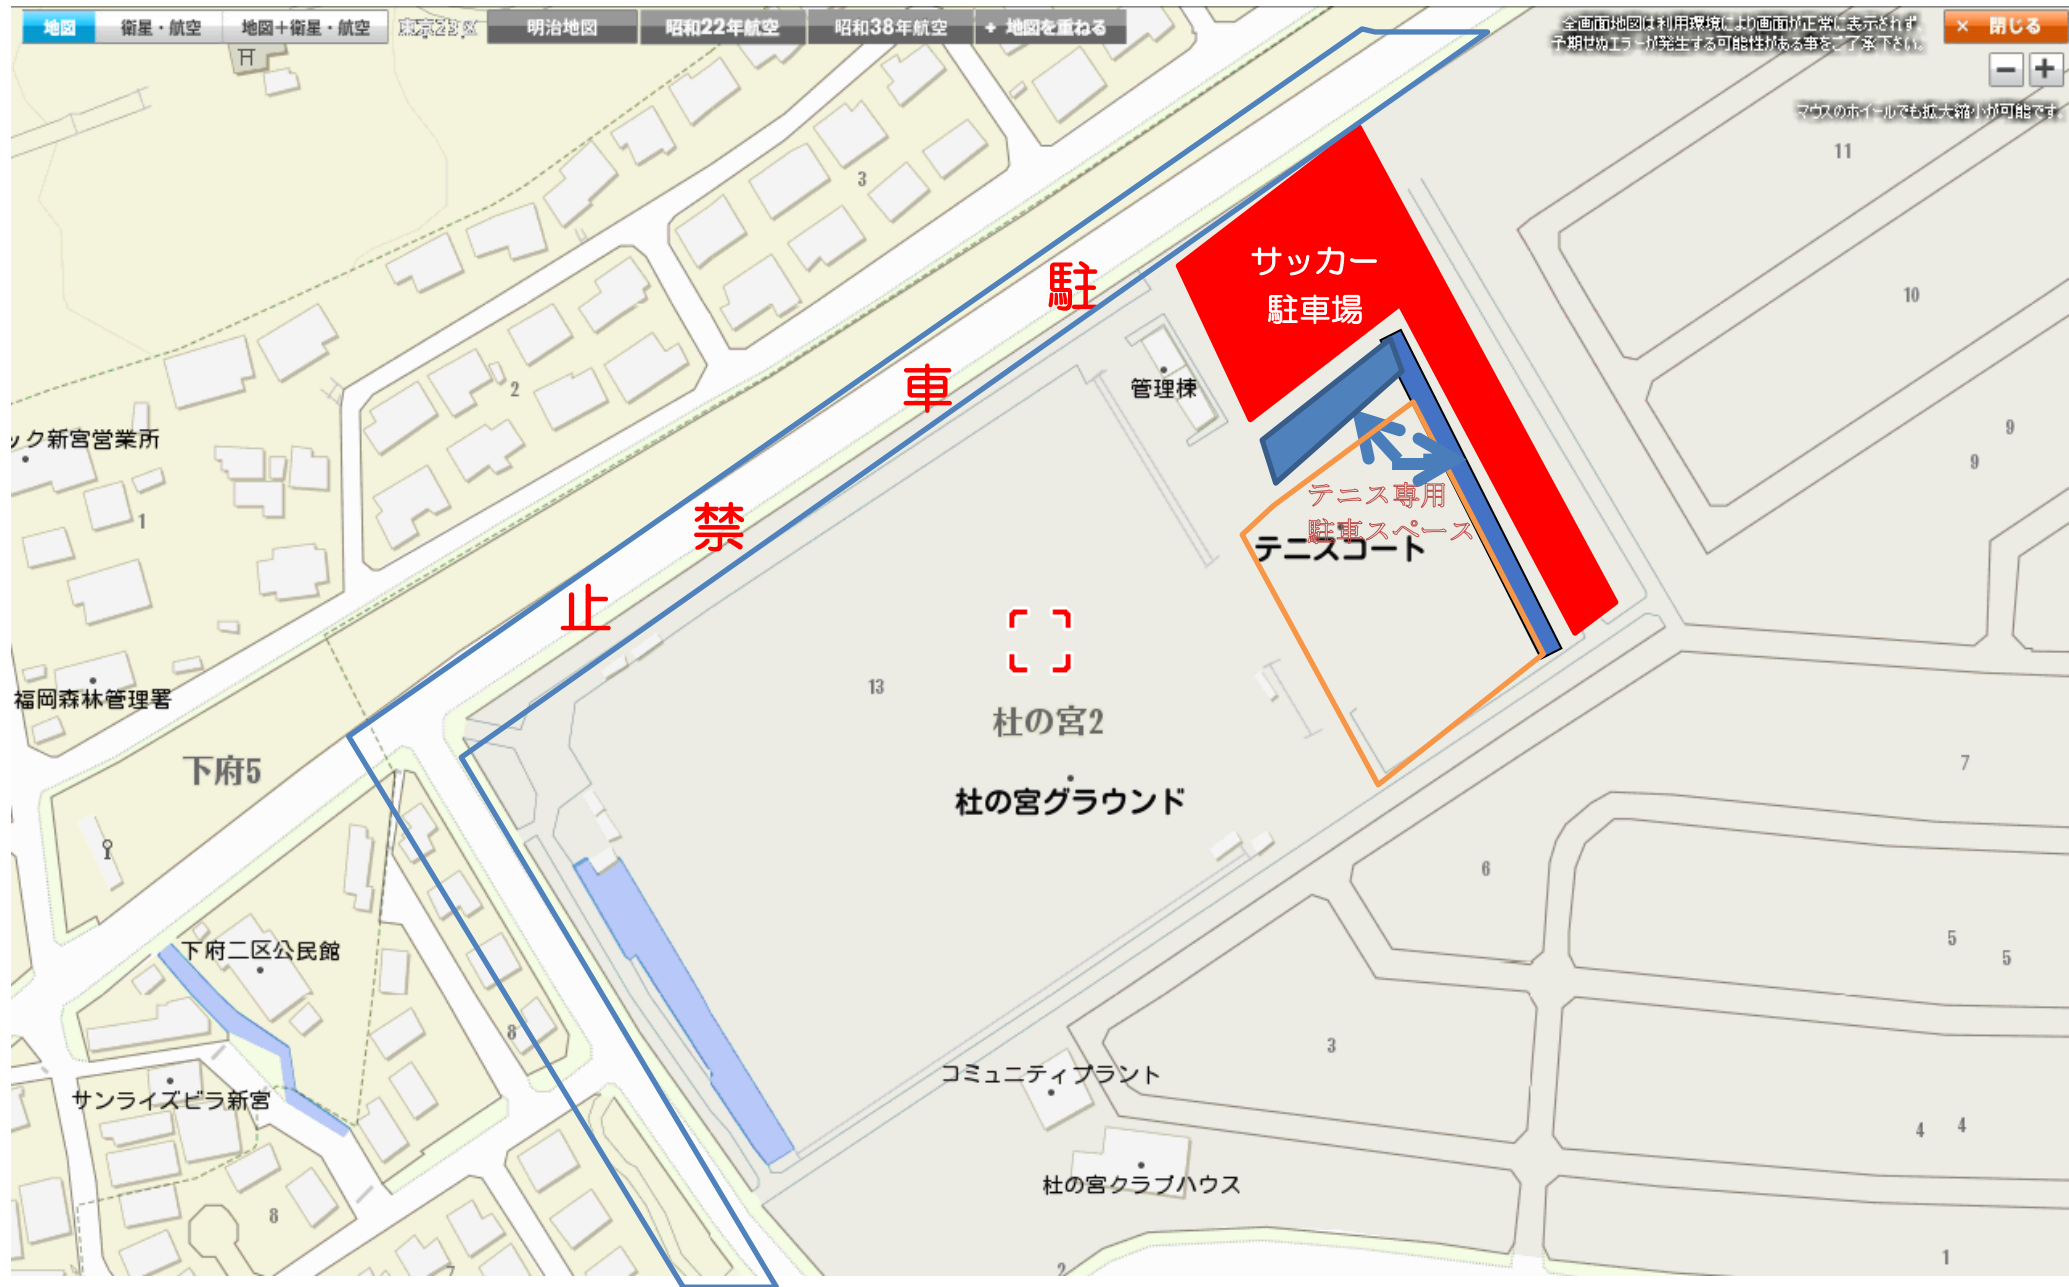 地図
衛星・航空
地図+衛星・航空
東京23区
明治地図
昭和22年航空
昭和38年航空
+ 地図を重ねる
全画面地図は利用環境により画面が正常に表示されず、
予期せぬエラーが発生する可能性がある事をご了承下さい。
× 閉じる
− +
マウスのホイールでも拡大縮小が可能です。
11
3
サッカー
駐車場
駐
10
車
管理棟
2
ック新宮営業所
9
9
テニス専用
駐車スペース
テニスコート
1
禁
止
13
杜の宮2
福岡森林管理署
下府5
7
杜の宮グラウンド
6
下府二区公民館
5
5
8
3
コミュニティプラント
サンライズビラ新宮
4
4
杜の宮クラブハウス
8
1
2
7